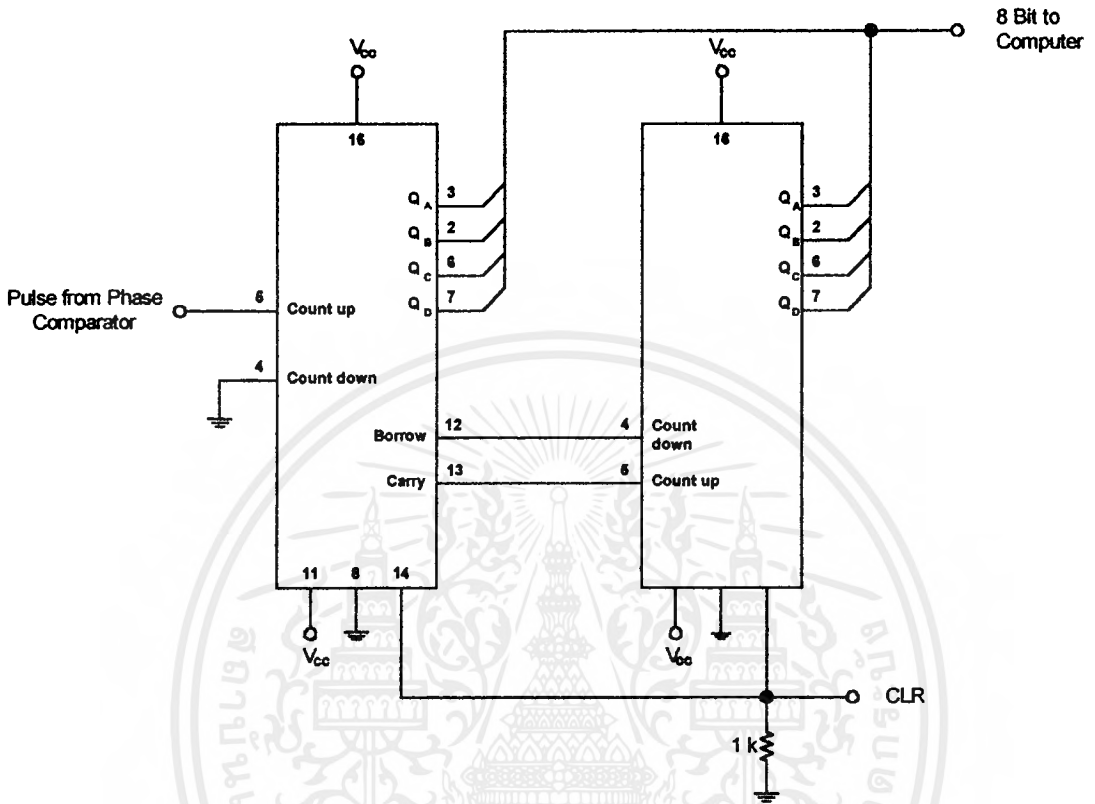 8 Bit to
Computer
VCC
VCC
16
16
QA 3
QB 2
QC 6
QD 7
QA 3
QB 2
QC 6
QD 7
Pulse from Phase
Comparator
5 Count up
4 Count down
Borrow 12
4 Count
down
Carry 13
5 Count up
11 8 14
VCC
VCC
CLR
1 k